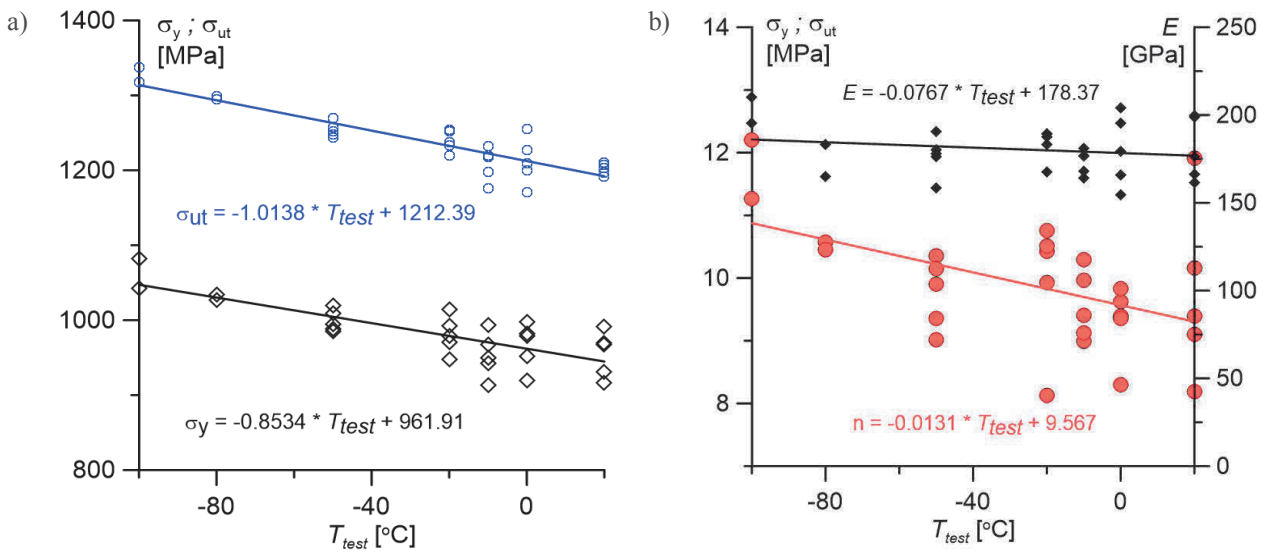 a)
σy ; σut
[MPa]
1400
1200
1000
800
σut = -1.0138 * Ttest + 1212.39
σy = -0.8534 * Ttest + 961.91
-80
-40
0
Ttest [°C]
b)
σy ; σut
[MPa]
E
[GPa]
14
12
10
8
250
200
150
100
50
0
E = -0.0767 * Ttest + 178.37
n = -0.0131 * Ttest + 9.567
-80
-40
0
Ttest [°C]